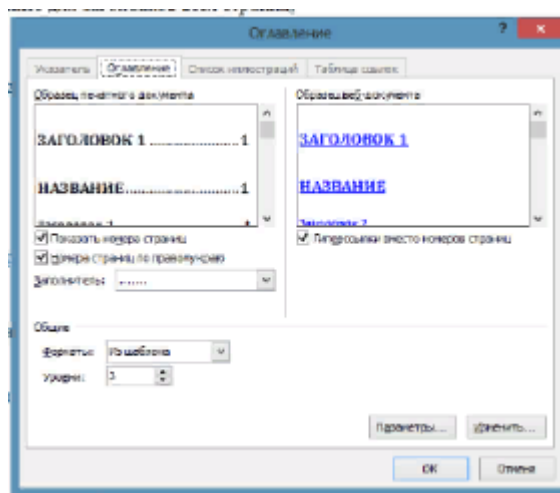 Оглавление
Указатель Оглавление Список иллюстраций Таблица ссылок
Образец печатного документа
ЗАГОЛОВОК 1 ........................ 1
НАЗВАНИЕ ........................ 1
Образец веб-документа
ЗАГОЛОВОК 1
НАЗВАНИЕ
Заголовок 2
Показать номера страниц
Номера страниц по правому краю
Заполнитель: .......
Гиперссылки вместо номеров страниц
Общие
Форматы: Из шаблона
Уровни: 3
Параметры... Изменить...
ОК Отмена